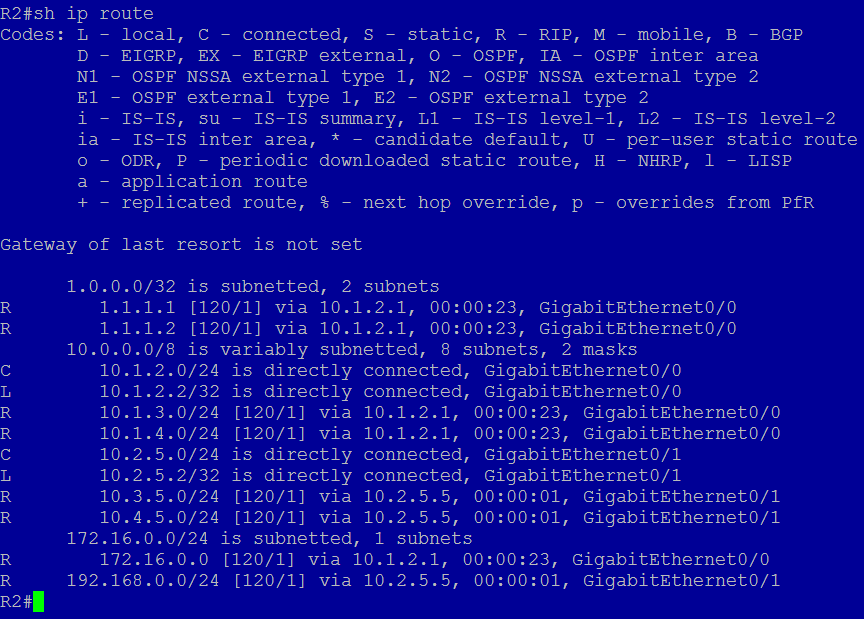 R2#sh ip route
Codes: L - local, C - connected, S - static, R - RIP, M - mobile, B - BGP
       D - EIGRP, EX - EIGRP external, O - OSPF, IA - OSPF inter area
       N1 - OSPF NSSA external type 1, N2 - OSPF NSSA external type 2
       E1 - OSPF external type 1, E2 - OSPF external type 2
       i - IS-IS, su - IS-IS summary, L1 - IS-IS level-1, L2 - IS-IS level-2
       ia - IS-IS inter area, * - candidate default, U - per-user static route
       o - ODR, P - periodic downloaded static route, H - NHRP, l - LISP
       a - application route
       + - replicated route, % - next hop override, p - overrides from PfR
Gateway of last resort is not set
      1.0.0.0/32 is subnetted, 2 subnets
R        1.1.1.1 [120/1] via 10.1.2.1, 00:00:23, GigabitEthernet0/0
R        1.1.1.2 [120/1] via 10.1.2.1, 00:00:23, GigabitEthernet0/0
      10.0.0.0/8 is variably subnetted, 8 subnets, 2 masks
C        10.1.2.0/24 is directly connected, GigabitEthernet0/0
L        10.1.2.2/32 is directly connected, GigabitEthernet0/0
R        10.1.3.0/24 [120/1] via 10.1.2.1, 00:00:23, GigabitEthernet0/0
R        10.1.4.0/24 [120/1] via 10.1.2.1, 00:00:23, GigabitEthernet0/0
C        10.2.5.0/24 is directly connected, GigabitEthernet0/1
L        10.2.5.2/32 is directly connected, GigabitEthernet0/1
R        10.3.5.0/24 [120/1] via 10.2.5.5, 00:00:01, GigabitEthernet0/1
R        10.4.5.0/24 [120/1] via 10.2.5.5, 00:00:01, GigabitEthernet0/1
      172.16.0.0/24 is subnetted, 1 subnets
R        172.16.0.0 [120/1] via 10.1.2.1, 00:00:23, GigabitEthernet0/0
R     192.168.0.0/24 [120/1] via 10.2.5.5, 00:00:01, GigabitEthernet0/1
R2#